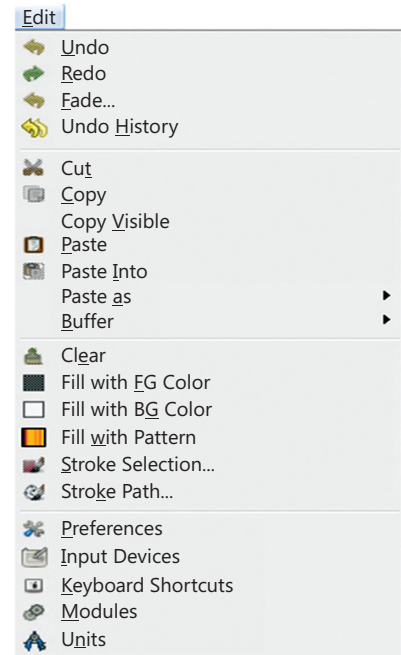 Edit
Undo
Redo
Fade...
Undo History
Cut
Copy
Copy Visible
Paste
Paste Into
Paste as
Buffer
Clear
Fill with FG Color
Fill with BG Color
Fill with Pattern
Stroke Selection...
Stroke Path...
Preferences
Input Devices
Keyboard Shortcuts
Modules
Units